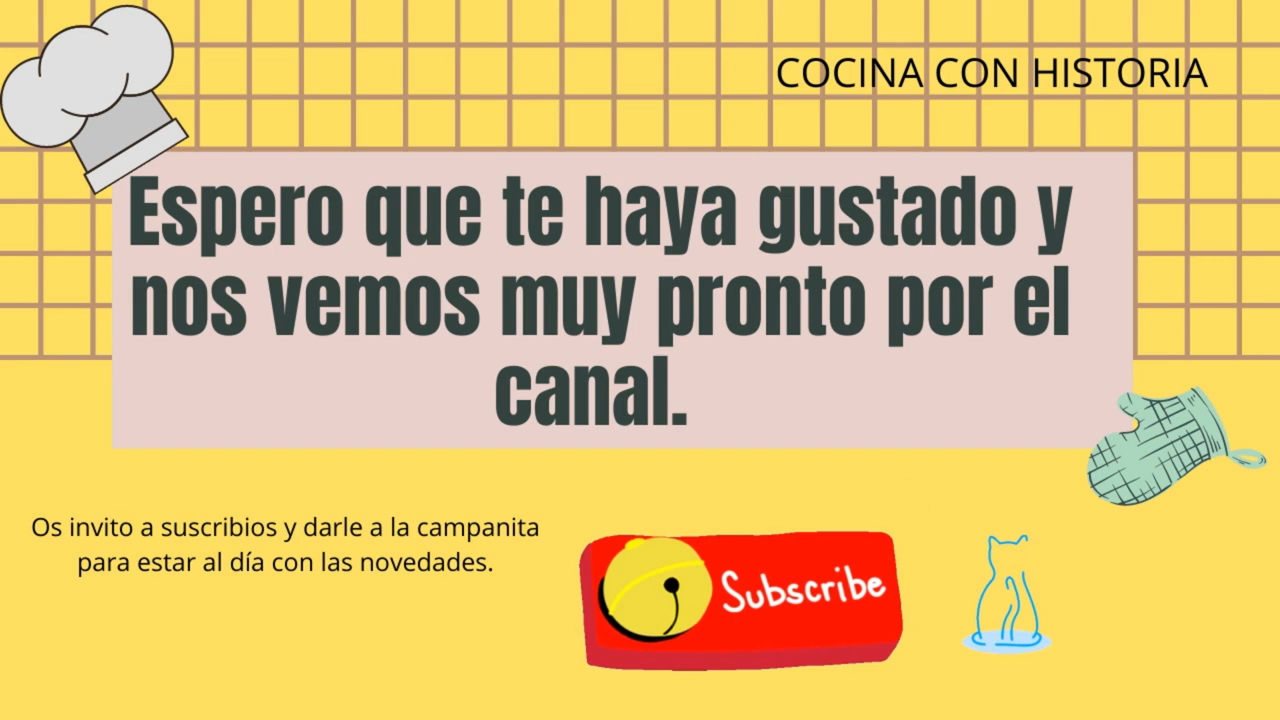 COCINA CON HISTORIA
Espero que te haya gustado y
nos vemos muy pronto por el
canal.
Os invito a suscribios y darle a la campanita
para estar al día con las novedades.
Subscribe